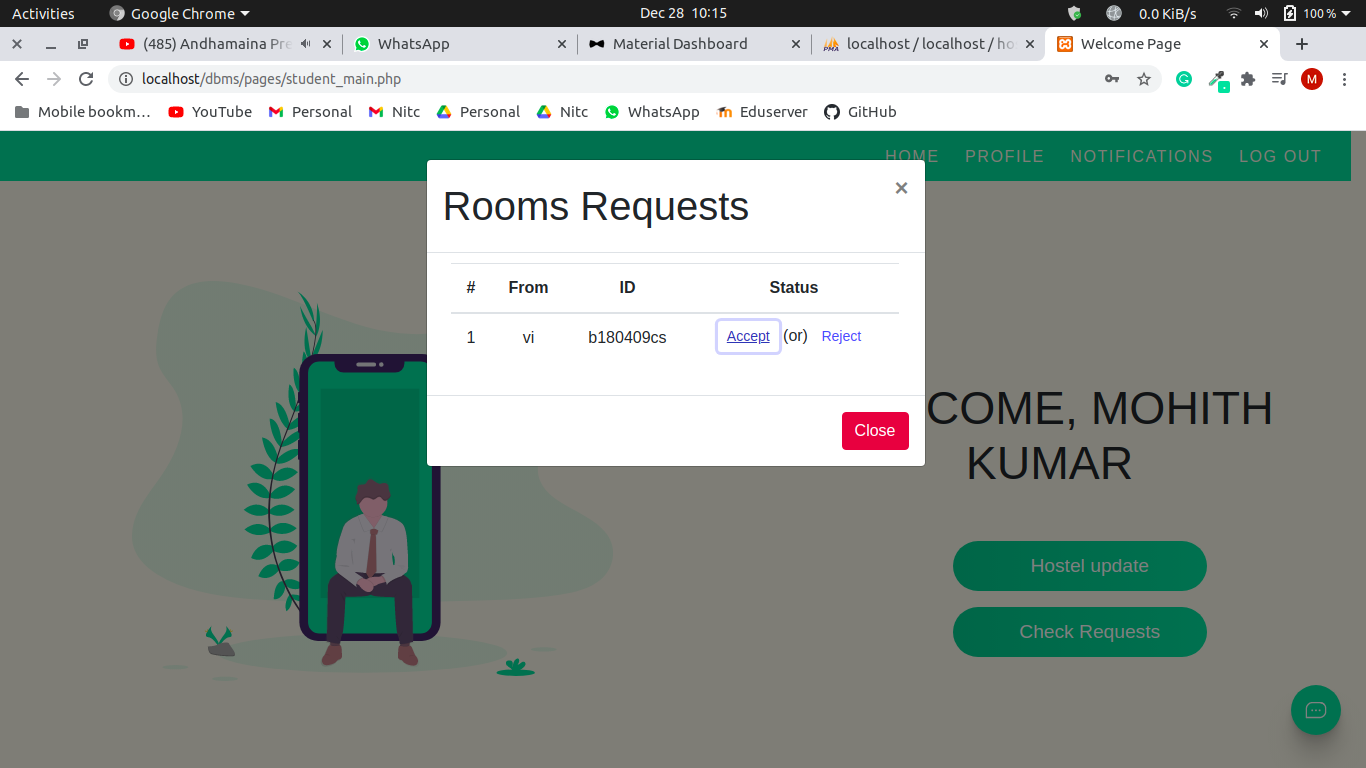 Activities Google Chrome Dec 28 10:15 0.0 KiB/s 100 %
(485) Andhamaina Pre WhatsApp Material Dashboard PMA localhost / localhost / ho Welcome Page
localhost/dbms/pages/student_main.php M
Mobile bookm… YouTube Personal Nitc Personal Nitc WhatsApp Eduserver GitHub
HOME PROFILE NOTIFICATIONS LOG OUT
Rooms Requests ×
# From ID Status
1 vi b180409cs Accept (or) Reject
Close
COME, MOHITH
KUMAR
Hostel update
Check Requests